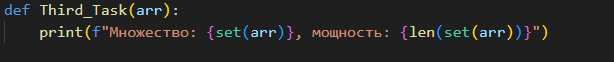 def Third_Task(arr):
    print(f"Множество: {set(arr)}, мощность: {len(set(arr))}")